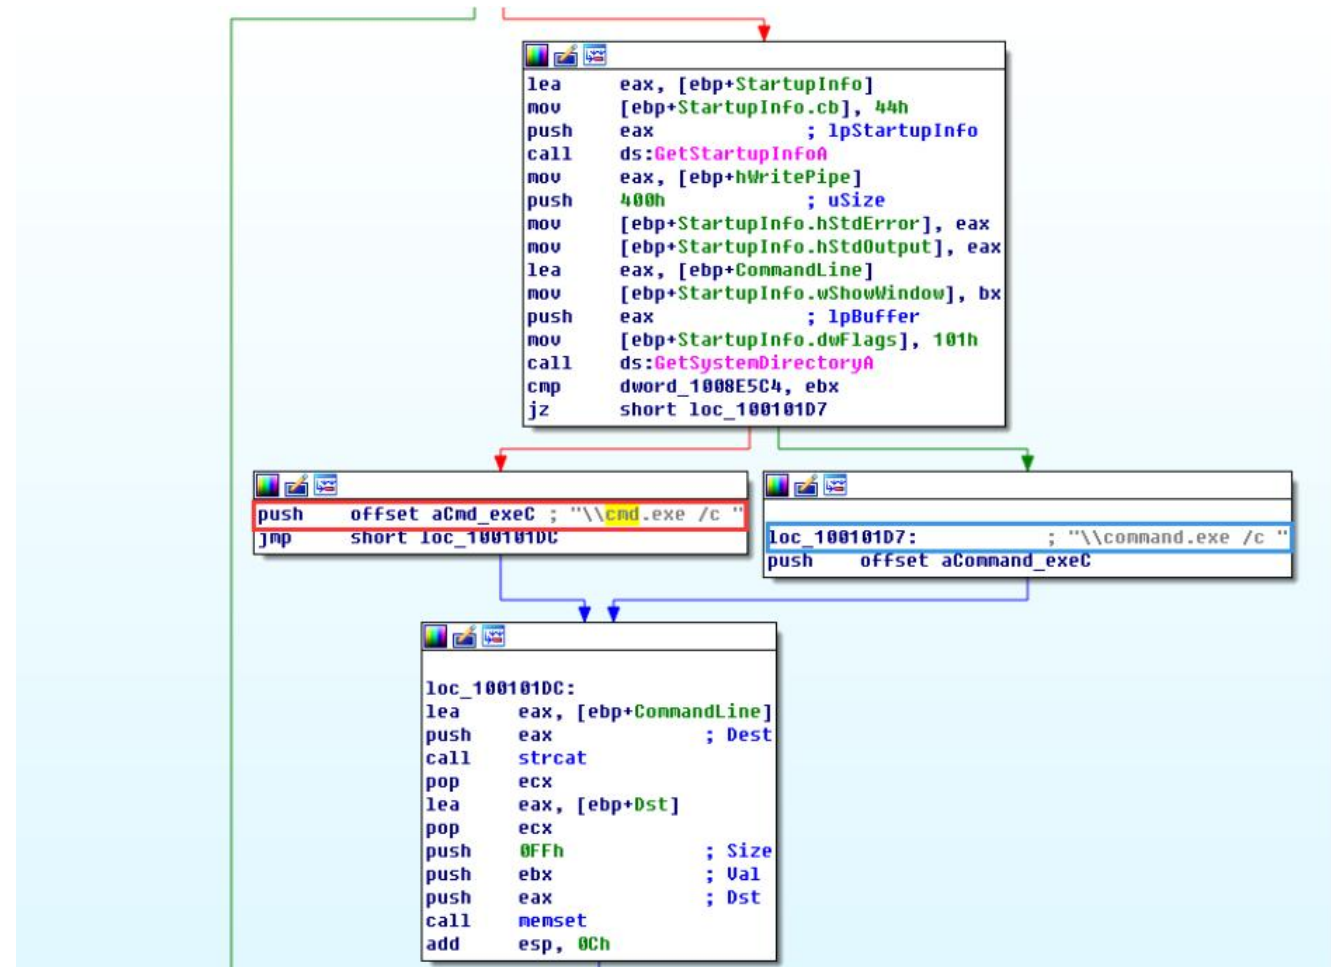 lea eax, [ebp+StartupInfo]
mov [ebp+StartupInfo.cb], 44h
push eax ; lpStartupInfo
call ds:GetStartupInfoA
mov eax, [ebp+hWritePipe]
push 400h ; uSize
mov [ebp+StartupInfo.hStdError], eax
mov [ebp+StartupInfo.hStdOutput], eax
lea eax, [ebp+CommandLine]
mov [ebp+StartupInfo.wShowWindow], bx
push eax ; lpBuffer
mov [ebp+StartupInfo.dwFlags], 101h
call ds:GetSystemDirectoryA
cmp dword_1008E5C4, ebx
jz short loc_100101D7
push offset aCmd_exeC ; "\\cmd.exe /c "
jmp short loc_100101DC
loc_100101D7: ; "\\command.exe /c "
push offset aCommand_exeC
loc_100101DC:
lea eax, [ebp+CommandLine]
push eax ; Dest
call strcat
pop ecx
lea eax, [ebp+Dst]
pop ecx
push 0FFh ; Size
push ebx ; Val
push eax ; Dst
call memset
add esp, 0Ch